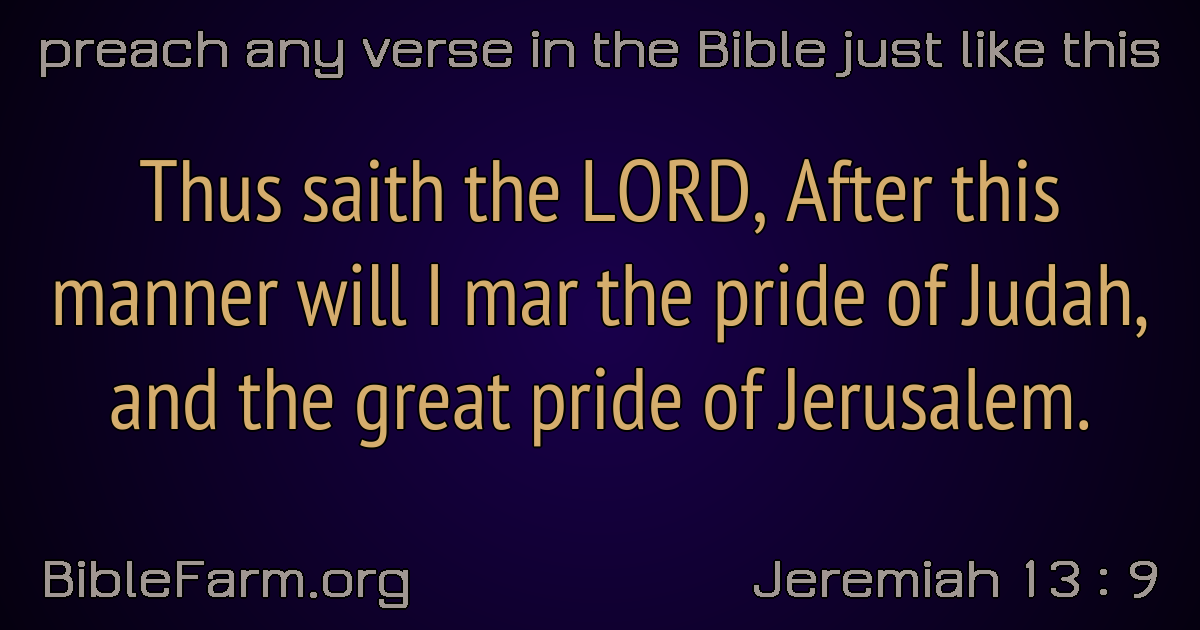 preach any verse in the Bible just like this
Thus saith the LORD, After this
manner will I mar the pride of Judah,
and the great pride of Jerusalem.
BibleFarm.org
Jeremiah 13 : 9